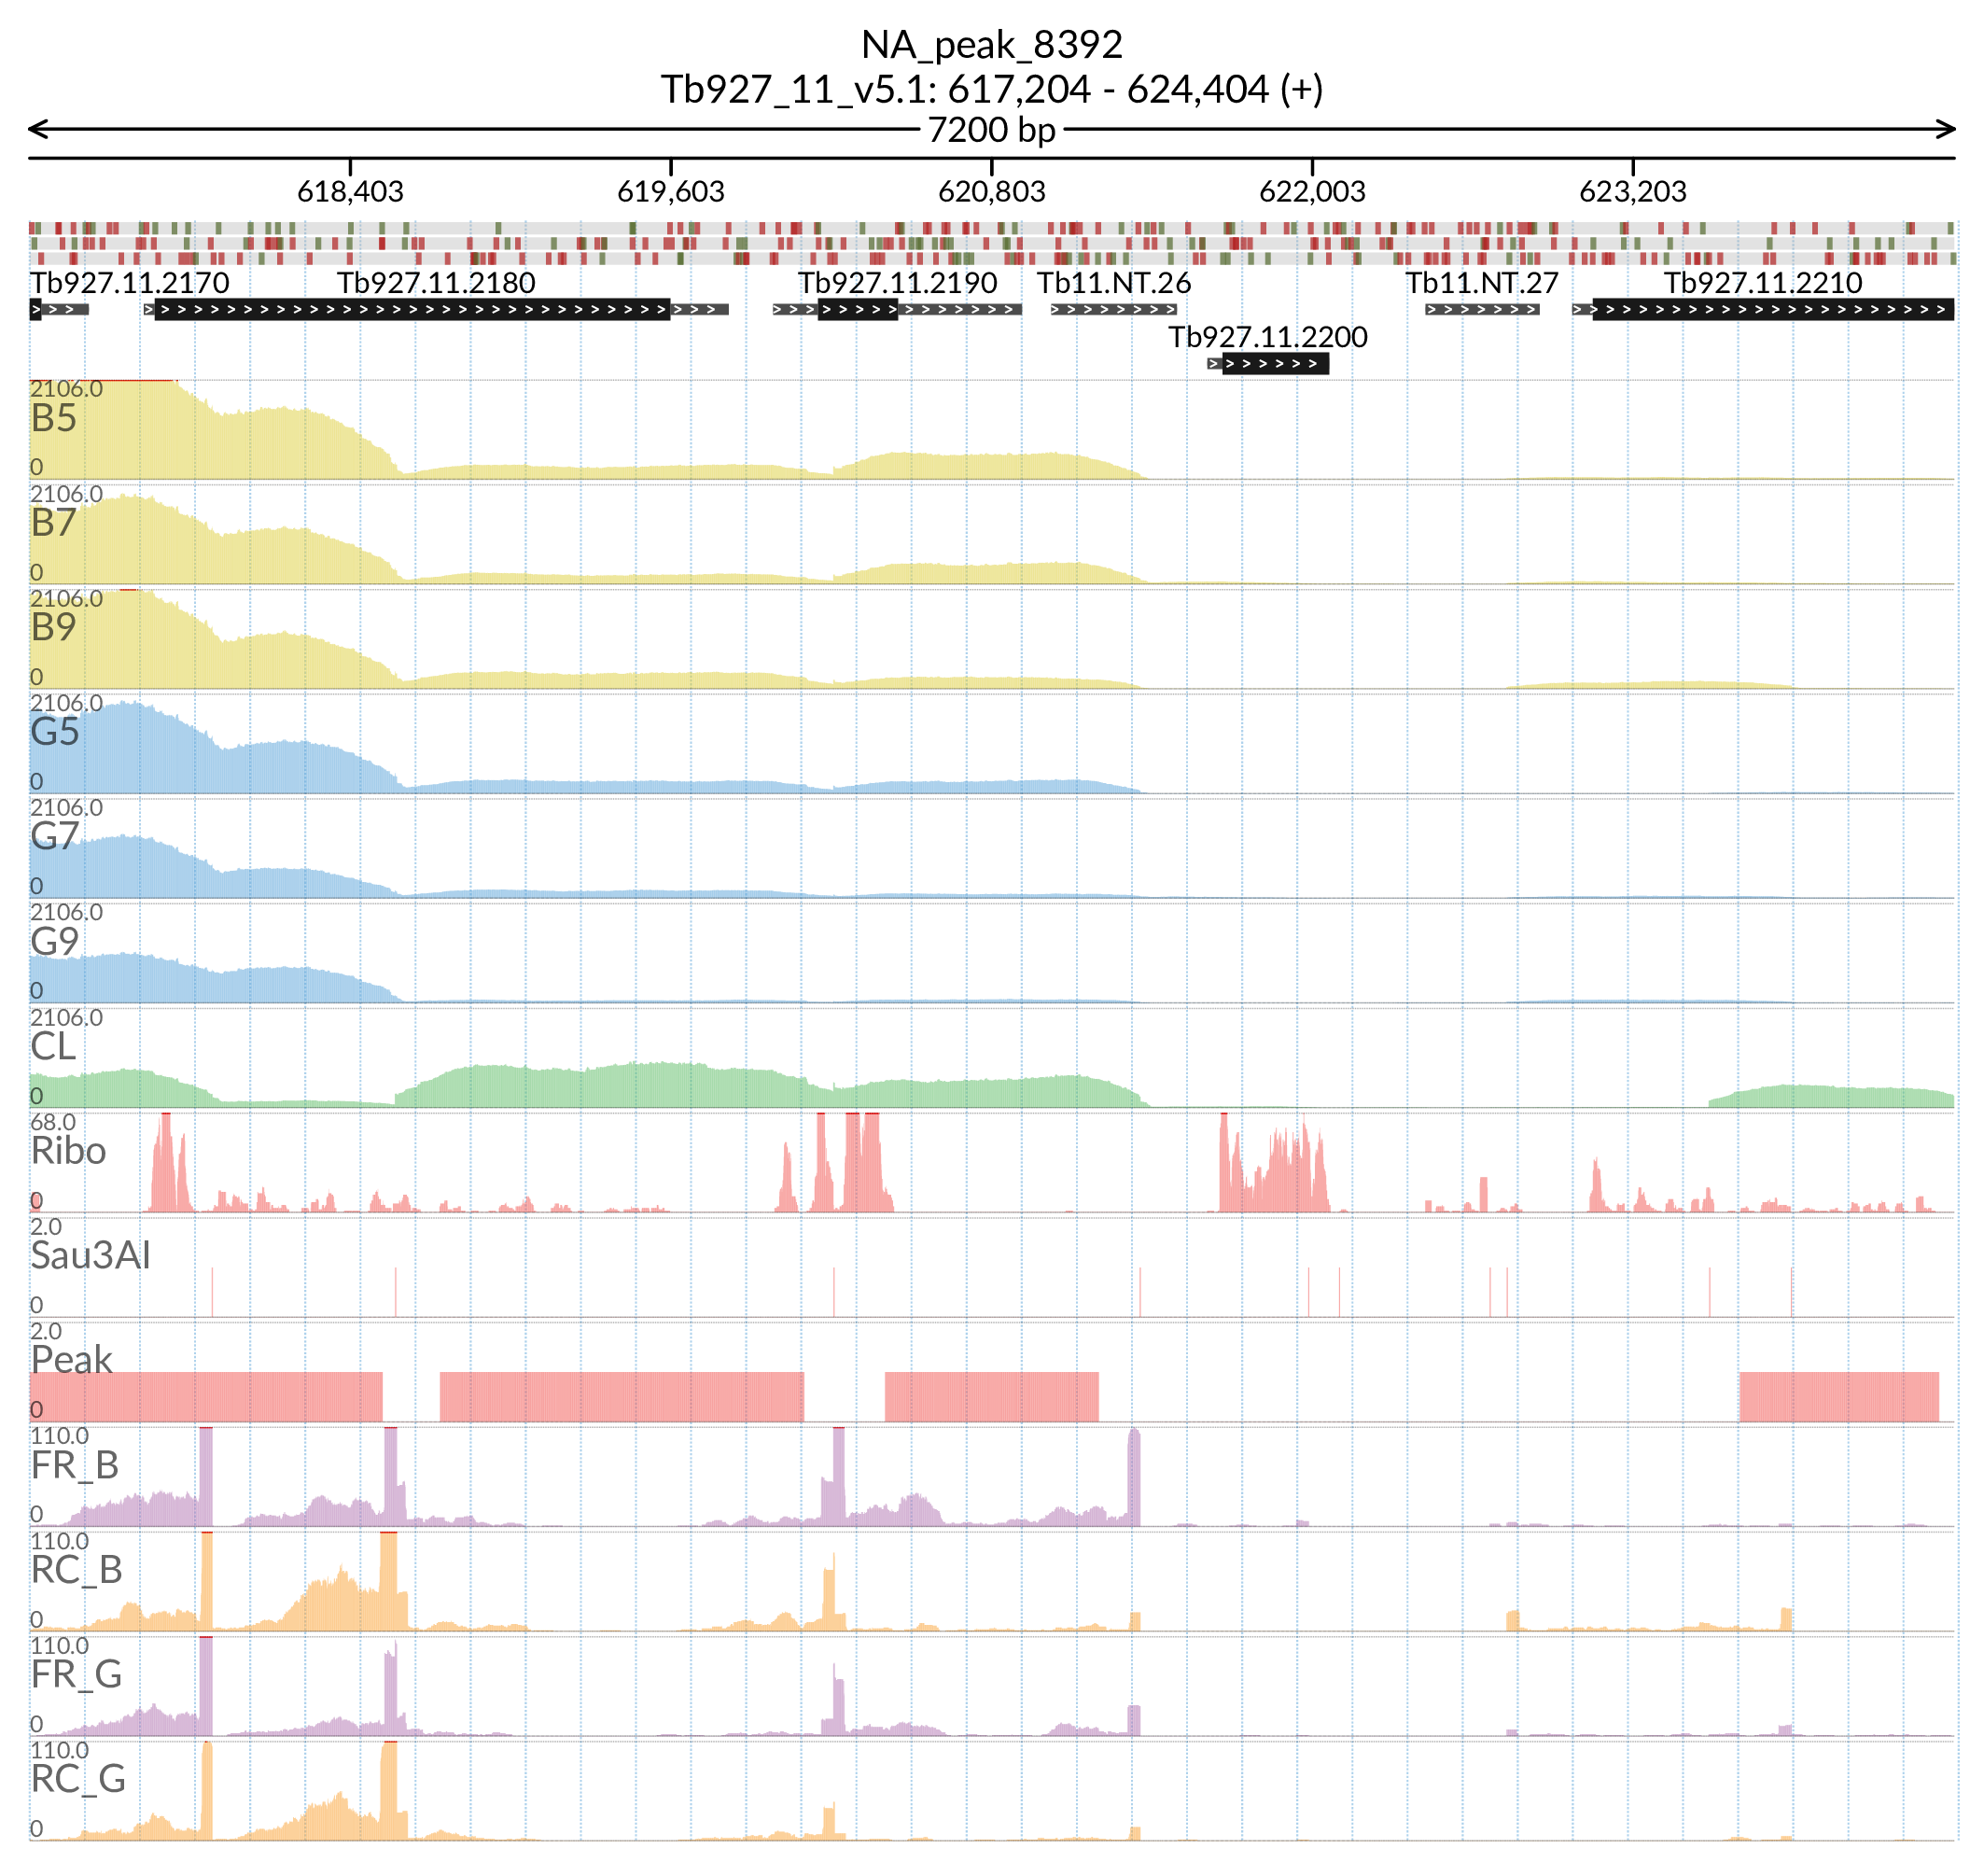 NA_peak_8392
Tb927_11_v5.1: 617,204 - 624,404 (+)
7200 bp
618,403 619,603 620,803 622,003 623,203
Tb927.11.2170 Tb927.11.2180 Tb927.11.2190 Tb11.NT.26 Tb11.NT.27 Tb927.11.2210
Tb927.11.2200
2106.0
B5
0
2106.0
B7
0
2106.0
B9
0
2106.0
G5
0
2106.0
G7
0
2106.0
G9
0
2106.0
CL
0
68.0
Ribo
0
2.0
Sau3AI
0
2.0
Peak
0
110.0
FR_B
0
110.0
RC_B
0
110.0
FR_G
0
110.0
RC_G
0